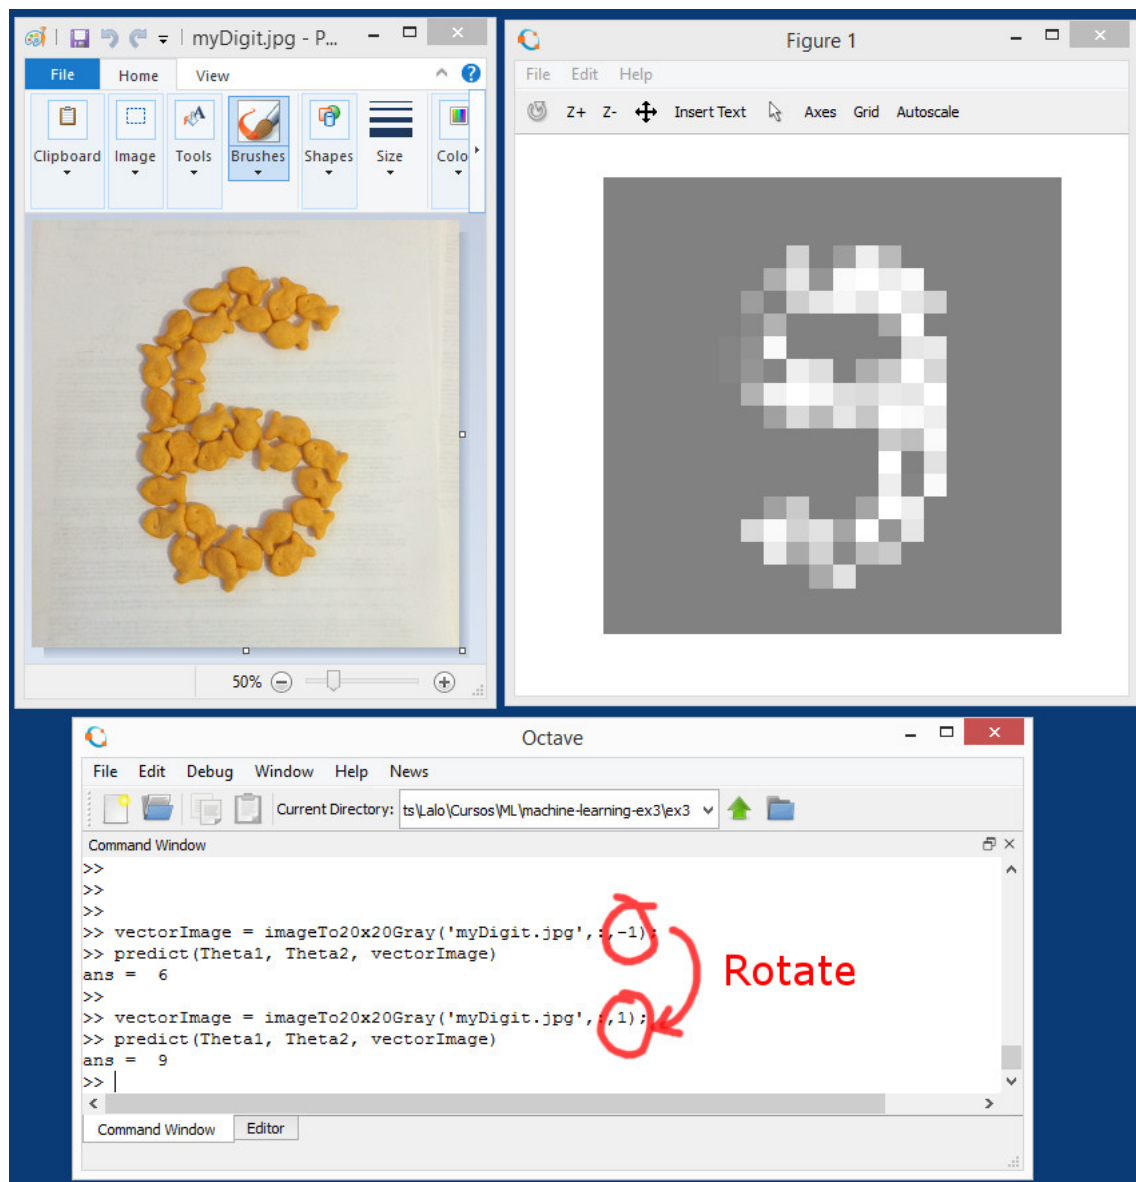 myDigit.jpg - P...
File Home View
Clipboard Image Tools Brushes Shapes Size Colo
50%
Figure 1
File Edit Help
Z+ Z- Insert Text Axes Grid Autoscale
Octave
File Edit Debug Window Help News
Current Directory: ts\Lalo\Cursos\ML\machine-learning-ex3\ex3
Command Window
>>
>>
>>
>> vectorImage = imageTo20x20Gray('myDigit.jpg',:,-1);
>> predict(Theta1, Theta2, vectorImage)
ans =  6
>>
>> vectorImage = imageTo20x20Gray('myDigit.jpg',:,1);
>> predict(Theta1, Theta2, vectorImage)
ans =  9
>>
Rotate
Command Window Editor